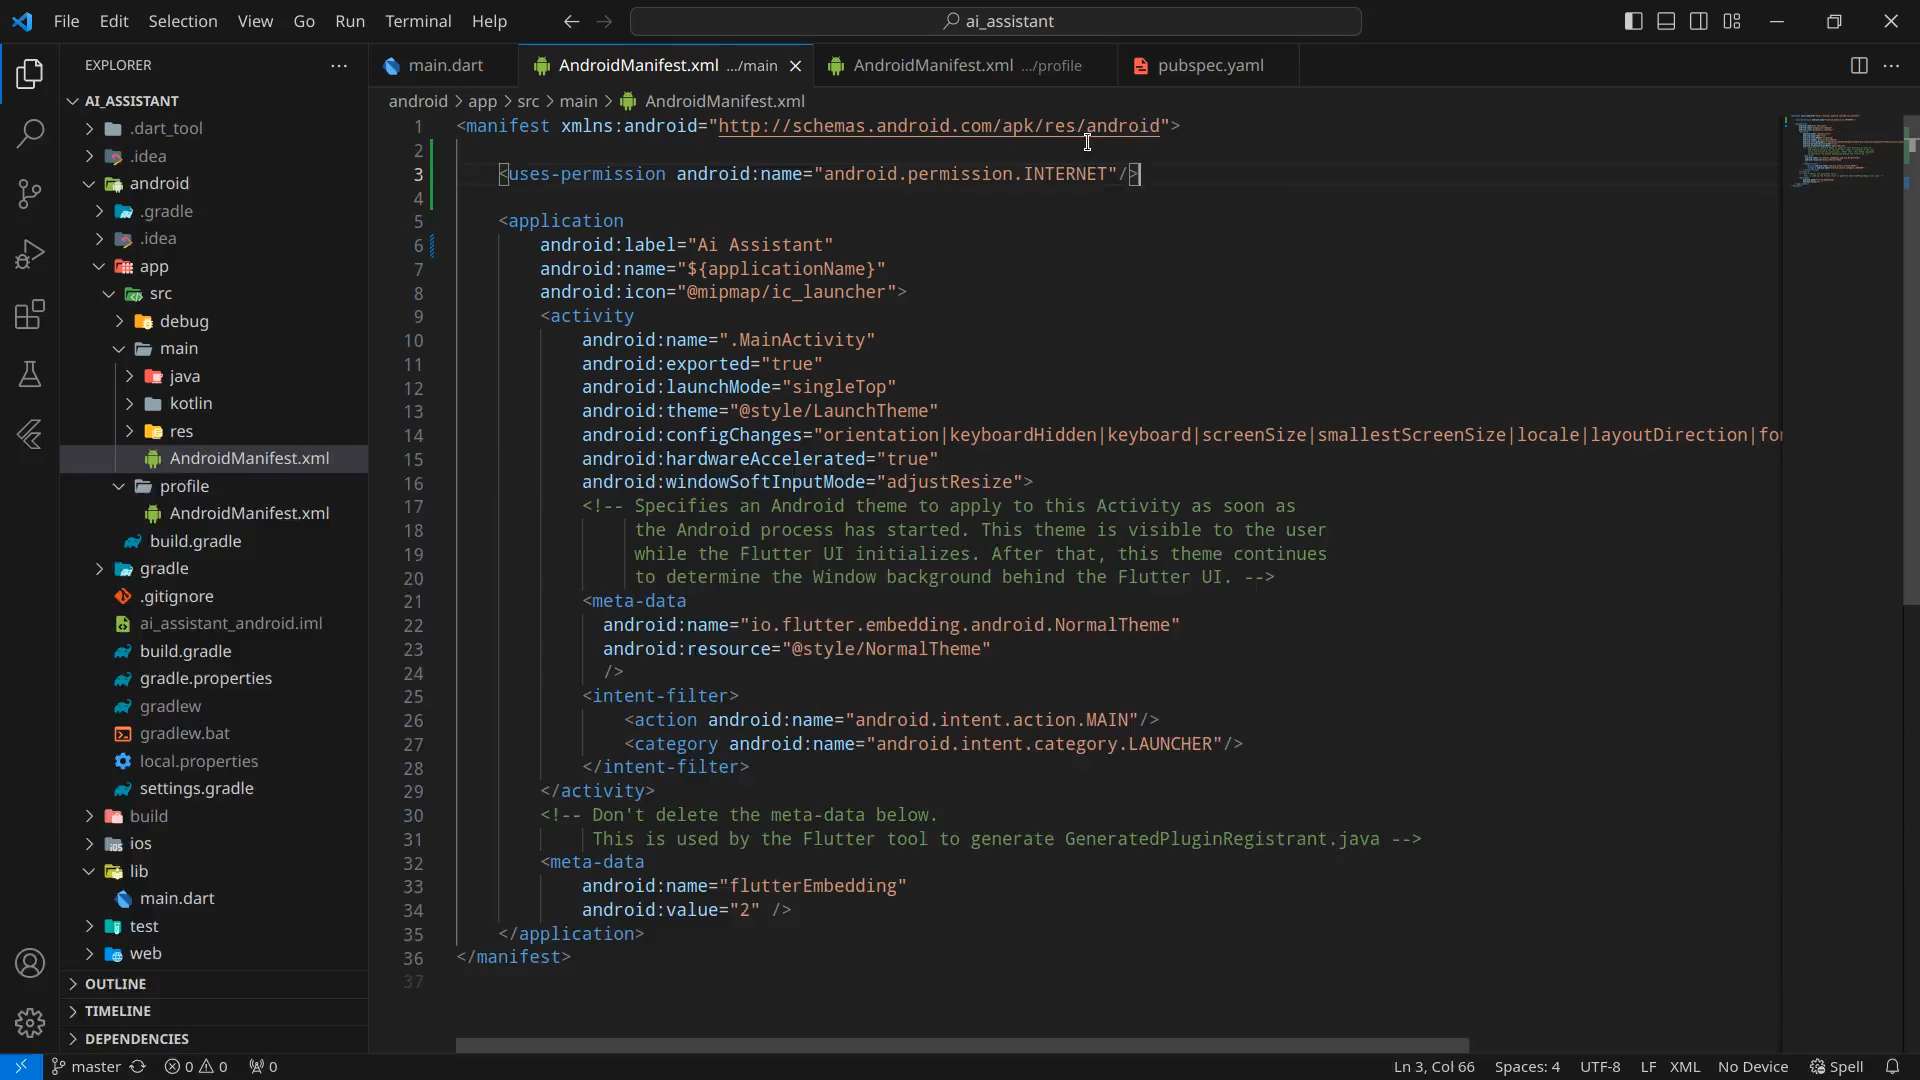 File Edit Selection View Go Run Terminal Help
ai_assistant
EXPLORER
AI_ASSISTANT
.dart_tool
.idea
android
.gradle
.idea
app
src
debug
main
java
kotlin
res
AndroidManifest.xml
profile
AndroidManifest.xml
build.gradle
gradle
.gitignore
ai_assistant_android.iml
build.gradle
gradle.properties
gradlew
gradlew.bat
local.properties
settings.gradle
build
ios
lib
main.dart
test
web
OUTLINE
TIMELINE
DEPENDENCIES
main.dart
AndroidManifest.xml .../main
AndroidManifest.xml .../profile
pubspec.yaml
android > app > src > main > AndroidManifest.xml
1 <manifest xmlns:android="http://schemas.android.com/apk/res/android">
2
3 <uses-permission android:name="android.permission.INTERNET"/>
4
5 <application
6 android:label="Ai Assistant"
7 android:name="${applicationName}"
8 android:icon="@mipmap/ic_launcher">
9 <activity
10 android:name=".MainActivity"
11 android:exported="true"
12 android:launchMode="singleTop"
13 android:theme="@style/LaunchTheme"
14 android:configChanges="orientation|keyboardHidden|keyboard|screenSize|smallestScreenSize|locale|layoutDirection|fo
15 android:hardwareAccelerated="true"
16 android:windowSoftInputMode="adjustResize">
17 <!-- Specifies an Android theme to apply to this Activity as soon as
18 the Android process has started. This theme is visible to the user
19 while the Flutter UI initializes. After that, this theme continues
20 to determine the Window background behind the Flutter UI. -->
21 <meta-data
22 android:name="io.flutter.embedding.android.NormalTheme"
23 android:resource="@style/NormalTheme"
24 />
25 <intent-filter>
26 <action android:name="android.intent.action.MAIN"/>
27 <category android:name="android.intent.category.LAUNCHER"/>
28 </intent-filter>
29 </activity>
30 <!-- Don't delete the meta-data below.
31 This is used by the Flutter tool to generate GeneratedPluginRegistrant.java -->
32 <meta-data
33 android:name="flutterEmbedding"
34 android:value="2" />
35 </application>
36 </manifest>
37
master 0 0 0
Ln 3, Col 66 Spaces: 4 UTF-8 LF XML No Device Spell